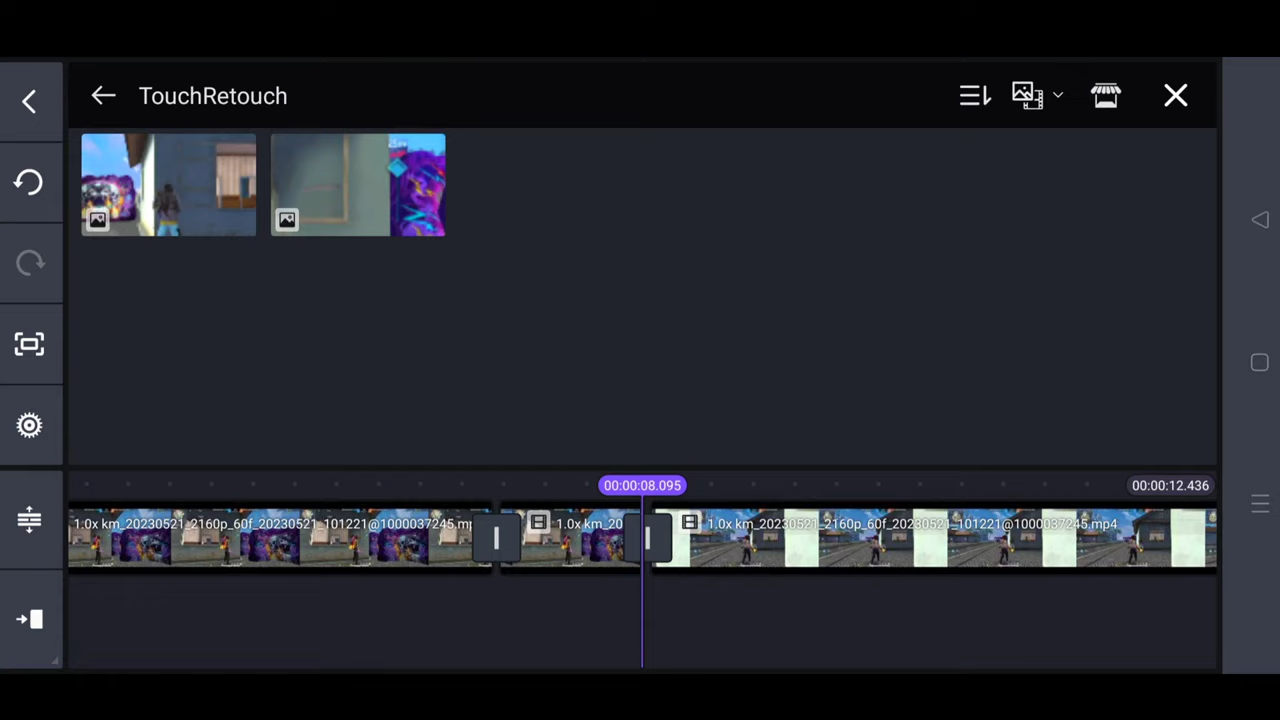 TouchRetouch
00:00:08.095
00:00:12.436
1.0x km_20230521_2160p_60f_20230521_101221@1000037245.mp
1.0x km_20
1.0x km_20230521_2160p_60f_20230521_101221@1000037245.mp4